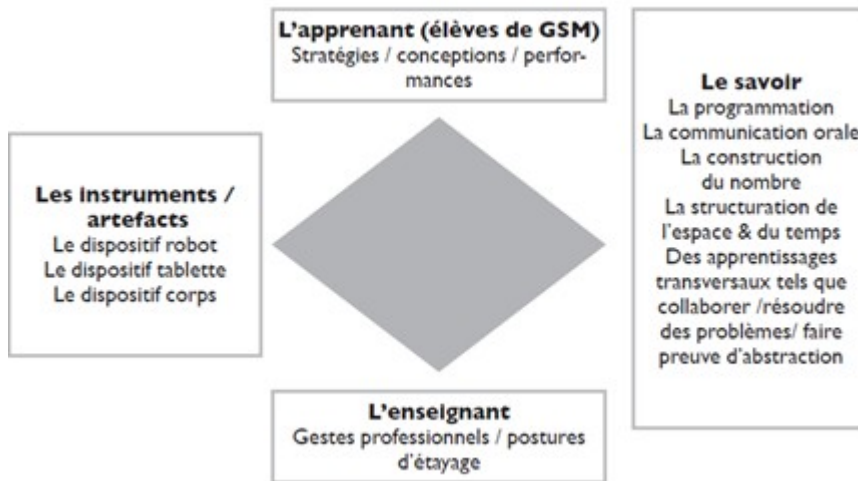 L'apprenant (élèves de GSM)
Stratégies / conceptions / perfor-
mances
Les instruments /
artefacts
Le dispositif robot
Le dispositif tablette
Le dispositif corps
Le savoir
La programmation
La communication orale
La construction
du nombre
La structuration de
l'espace & du temps
Des apprentissages
transversaux tels que
collaborer /résoudre
des problèmes/ faire
preuve d'abstraction
L'enseignant
Gestes professionnels / postures
d'étayage